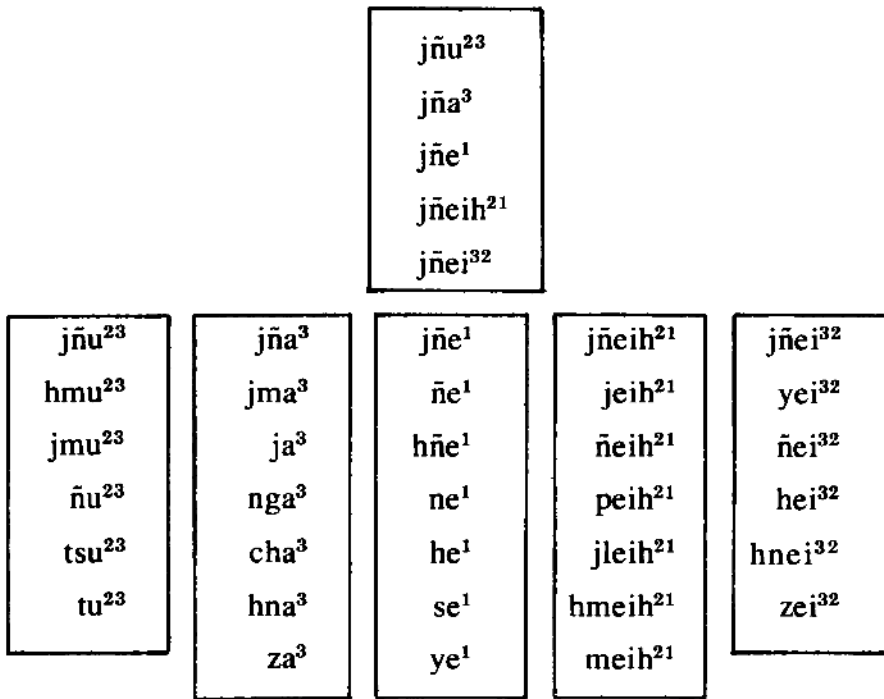 jñu²³
jña³
jñe¹
jñeih²¹
jñei³²
jñu²³ jña³ jñe¹ jñeih²¹ jñei³²
hmu²³ jma³ ñe¹ jeih²¹ yei³²
jmu²³ ja³ hñe¹ ñeih²¹ ñei³²
ñu²³ nga³ ne¹ peih²¹ hei³²
tsu²³ cha³ he¹ jleih²¹ hnei³²
tu²³ hna³ se¹ hmeih²¹ zei³²
za³ ye¹ meih²¹